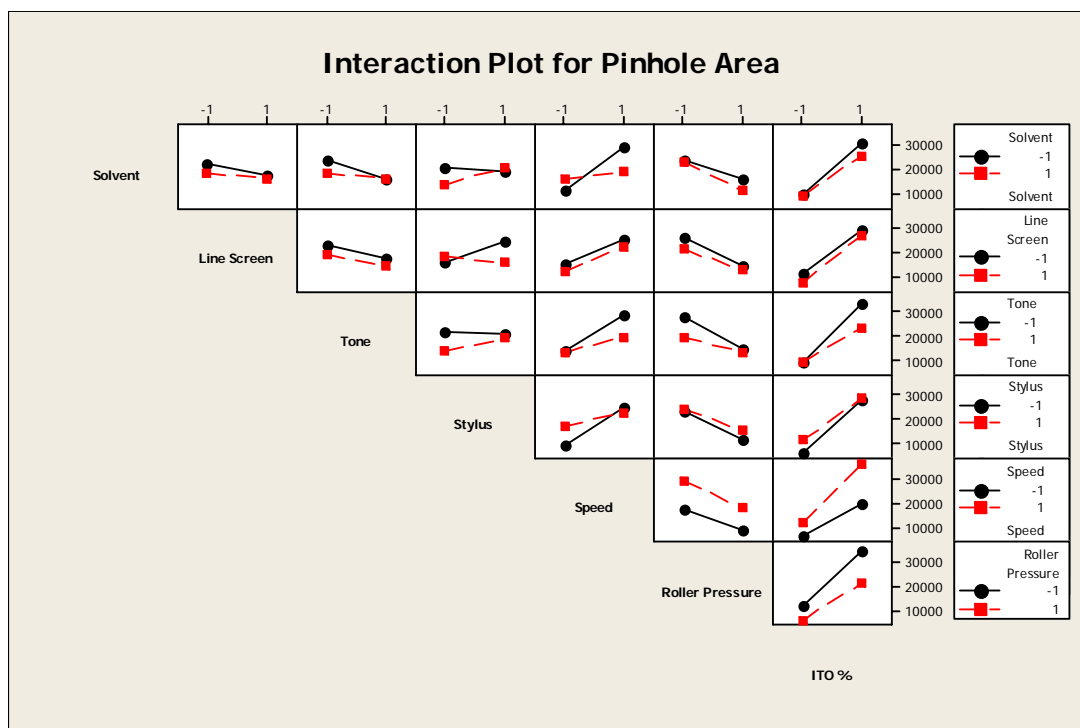 Interaction Plot for Pinhole Area
-1 1 -1 1 -1 1 -1 1 -1 1 -1 1
Solvent
30000
20000
10000
Solvent
-1
1
Solvent
Line Screen
30000
20000
10000
Line
Screen
-1
1
Tone
30000
20000
10000
Tone
-1
1
Tone
Stylus
30000
20000
10000
Stylus
-1
1
Stylus
Speed
30000
20000
10000
Speed
-1
1
Speed
Roller Pressure
30000
20000
10000
Roller
Pressure
-1
1
ITO %